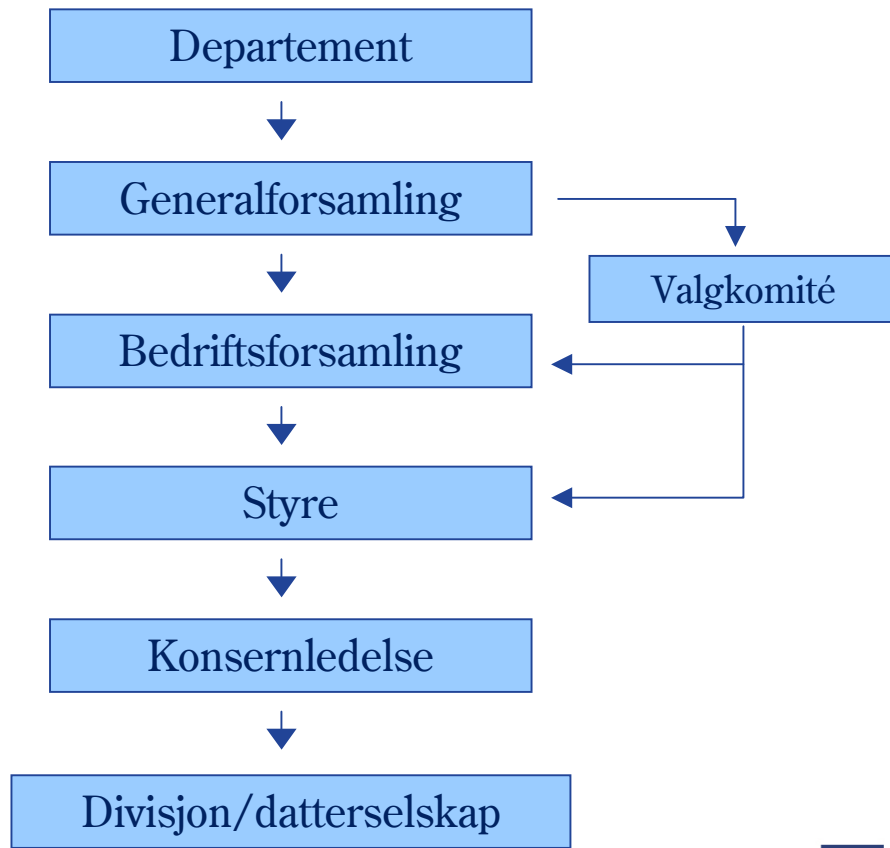 Departement
Generalforsamling
Valgkomité
Bedriftsforsamling
Styre
Konsernledelse
Divisjon/datterselskap